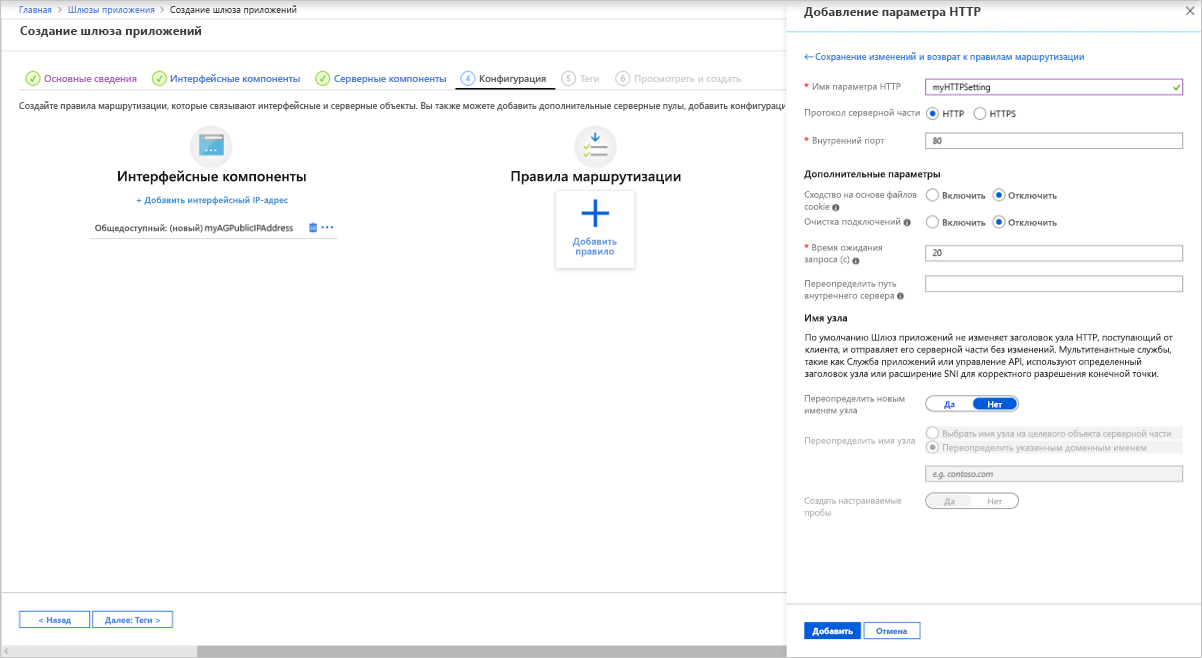 Главная > Шлюзы приложения > Создание шлюза приложений
Создание шлюза приложений
Основные сведения
Интерфейсные компоненты
Серверные компоненты
4 Конфигурация
5 Теги
6 Просмотреть и создать
Создайте правила маршрутизации, которые связывают интерфейсные и серверные объекты. Вы также можете добавить дополнительные серверные пулы, добавить конфигураци
Интерфейсные компоненты
+ Добавить интерфейсный IP-адрес
Общедоступный: (новый) myAGPublicIPAddress
Правила маршрутизации
Добавить
правило
< Назад
Далее: Теги >
Добавление параметра HTTP
←Сохранение изменений и возврат к правилам маршрутизации
* Имя параметра HTTP
myHTTPSetting
Протокол серверной части
HTTP
HTTPS
* Внутренний порт
80
Дополнительные параметры
Сходство на основе файлов
cookie
Включить
Отключить
Очистка подключений
Включить
Отключить
* Время ожидания
запроса (с)
20
Переопределить путь
внутреннего сервера
Имя узла
По умолчанию Шлюз приложений не изменяет заголовок узла HTTP, поступающий от
клиента, и отправляет его серверной части без изменений. Мультитенантные службы,
такие как Служба приложений или управление API, используют определенный
заголовок узла или расширение SNI для корректного разрешения конечной точки.
Переопределить новым
именем узла
Да
Нет
Переопределить имя узла
Выбрать имя узла из целевого объекта серверной части
Переопределить указанным доменным именем
e.g. contoso.com
Создать настраиваемые
пробы
Да
Нет
Добавить
Отмена